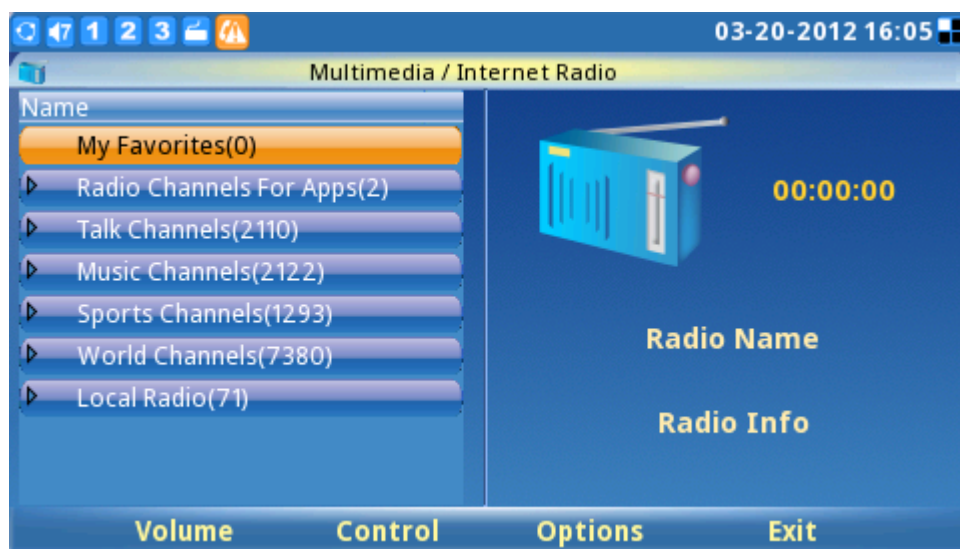 7 1 2 3 03-20-2012 16:05
Multimedia / Internet Radio
Name
My Favorites(0)
Radio Channels For Apps(2)
Talk Channels(2110)
Music Channels(2122)
Sports Channels(1293)
World Channels(7380)
Local Radio(71)
00:00:00
Radio Name
Radio Info
Volume Control Options Exit